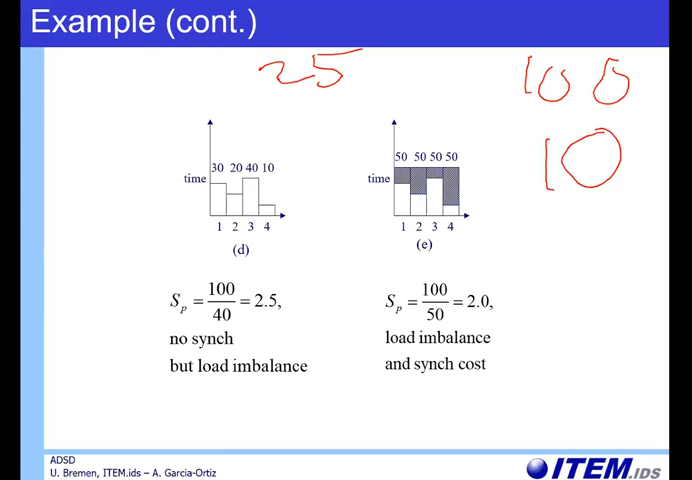 Example (cont.)
25
100
10
30 20 40 10
time
1 2 3 4
(d)
50 50 50 50
time
1 2 3 4
(e)
S_p = 100/40 = 2.5,
no synch
but load imbalance
S_p = 100/50 = 2.0,
load imbalance
and synch cost
ADSD
U. Bremen, ITEM.ids – A. Garcia-Ortiz
ITEM.IDS